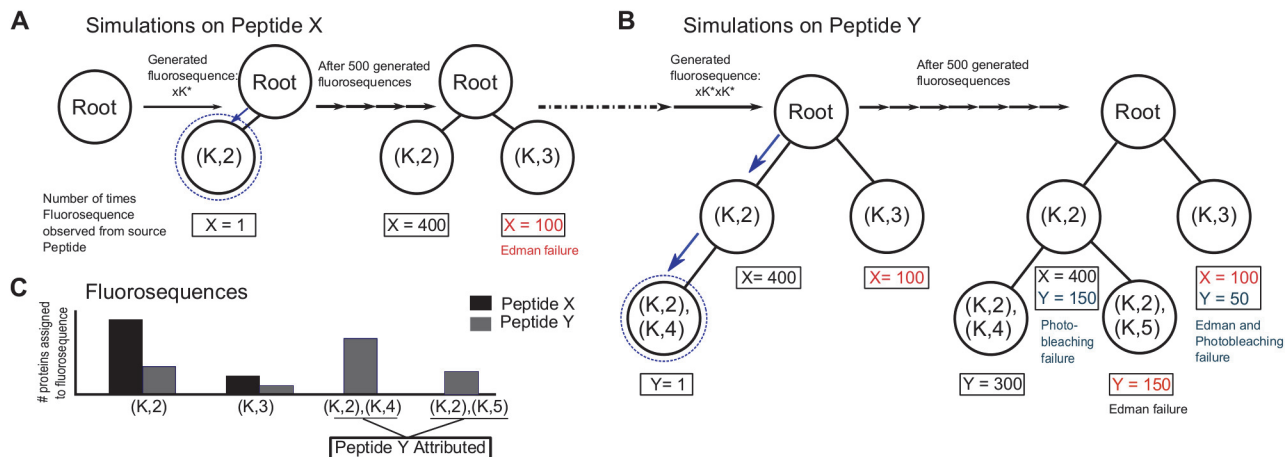 A
Simulations on Peptide X
Root
Generated
fluorosequence:
xK*
Root
(K,2)
After 500 generated
fluorosequences
Root
(K,2)
(K,3)
Number of times
Fluorosequence
observed from source
Peptide
X = 1
X = 400
X = 100
Edman failure
B
Simulations on Peptide Y
Generated
fluorosequence:
xK*xK*
Root
(K,2)
(K,3)
X= 400
X= 100
(K,2),
(K,4)
Y= 1
After 500 generated
fluorosequences
Root
(K,2)
(K,3)
X = 400
Y = 150
Photo-
bleaching
failure
X = 100
Y = 50
Edman and
Photobleaching
failure
(K,2),
(K,4)
(K,2),
(K,5)
Y = 300
Y = 150
Edman failure
C
Fluorosequences
Peptide X
Peptide Y
# proteins assigned
to fluorosequence
(K,2)
(K,3)
(K,2),(K,4)
(K,2),(K,5)
Peptide Y Attributed